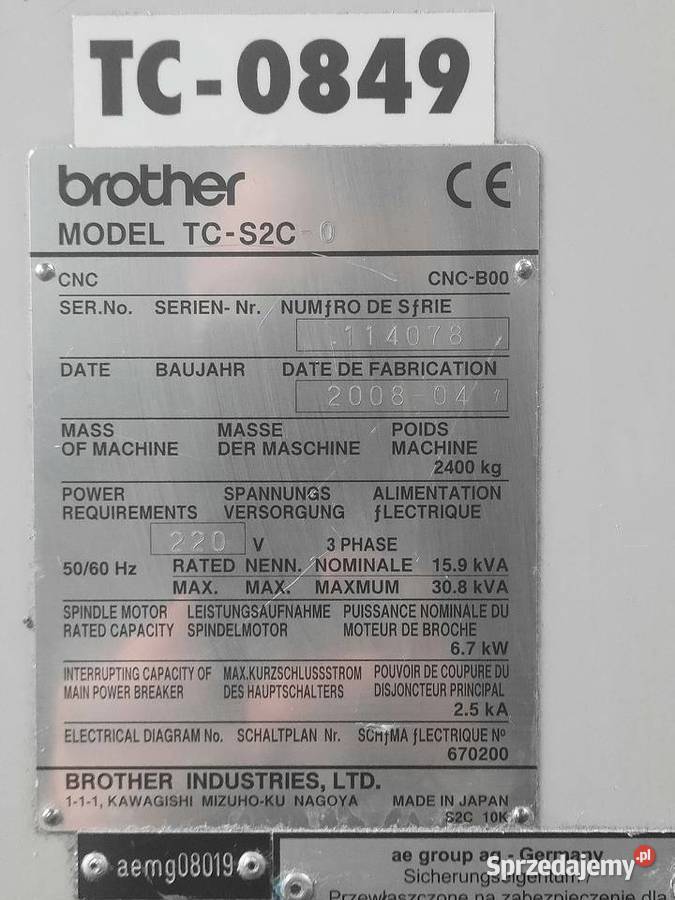 TC-0849
brother CE
MODEL TC-S2C-0
CNC CNC-B00
SER.No. SERIEN-Nr. NUMƒRO DE SƒRIE
114078
DATE BAUJAHR DATE DE FABRICATION
2008-04
MASS MASSE POIDS
OF MACHINE DER MASCHINE MACHINE
2400 kg
POWER SPANNUNGS ALIMENTATION
REQUIREMENTS VERSORGUNG ƒLECTRIQUE
220 V 3 PHASE
50/60 Hz RATED NENN. NOMINALE 15.9 kVA
MAX. MAX. MAXMUM 30.8 kVA
SPINDLE MOTOR LEISTUNGSAUFNAHME PUISSANCE NOMINALE DU
RATED CAPACITY SPINDELMOTOR MOTEUR DE BROCHE
6.7 kW
INTERRUPTING CAPACITY OF MAX.KURZSCHLUSSSTROM POUVOIR DE COUPURE DU
MAIN POWER BREAKER DES HAUPTSCHALTERS DISJONCTEUR PRINCIPAL
2.5 kA
ELECTRICAL DIAGRAM No. SCHALTPLAN Nr. SCHƒMA ƒLECTRIQUE Nº
670200
BROTHER INDUSTRIES, LTD.
1-1-1, KAWAGISHI MIZUHO-KU NAGOYA MADE IN JAPAN
S2C 10K
aemg08019
ae group ag - Germany
Sprzedajemy.pl
Sicherungseigentum /
Przewłaszczone na zabezpieczenie dla